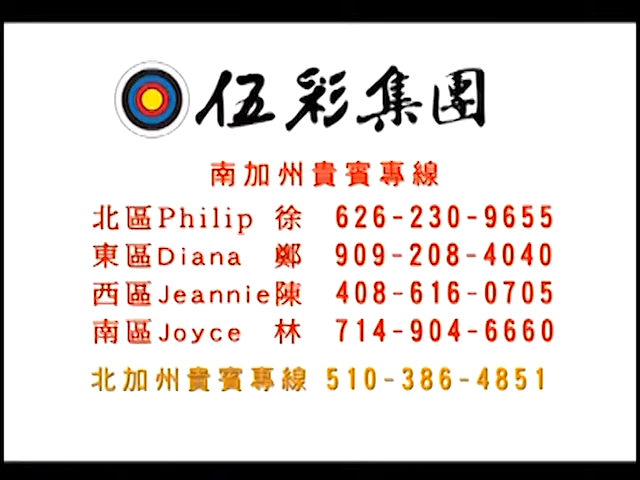 伍彩集團
南加州貴賓專線
北區Philip 徐 626-230-9655
東區Diana 鄭 909-208-4040
西區Jeannie陳 408-616-0705
南區Joyce 林 714-904-6660
北加州貴賓專線 510-386-4851